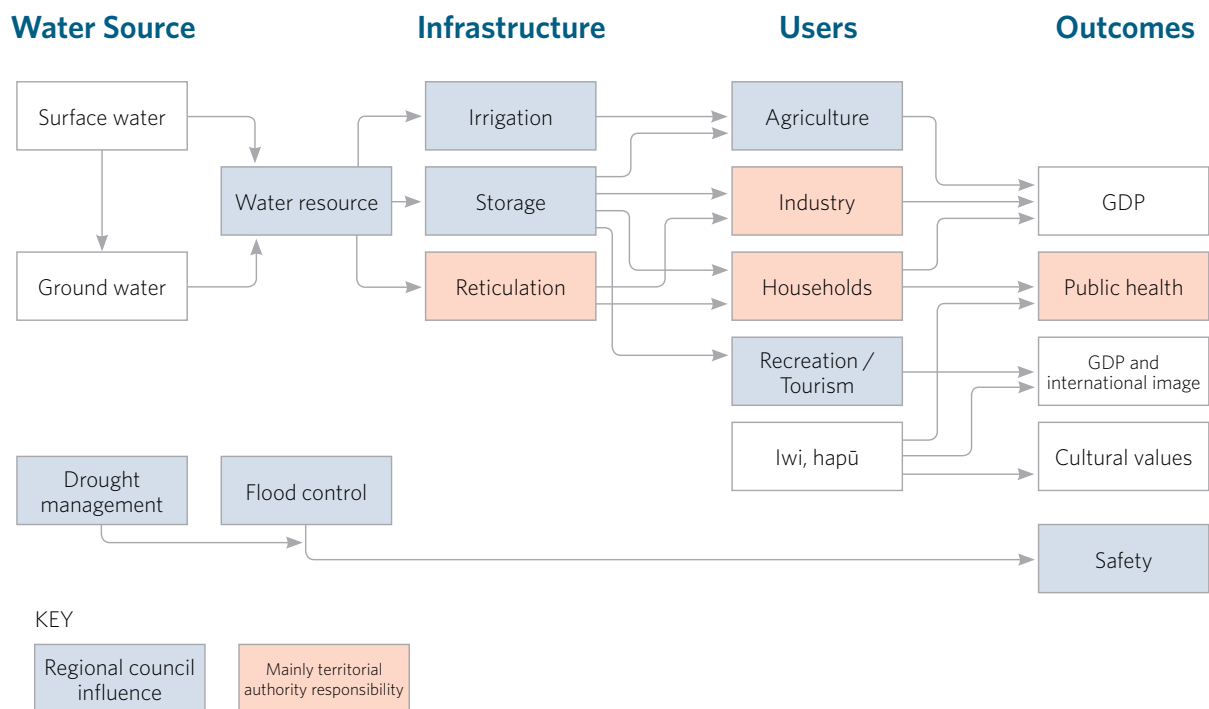 Water Source
Infrastructure
Users
Outcomes
Surface water
Irrigation
Agriculture
Water resource
Storage
Industry
GDP
Ground water
Reticulation
Households
Public health
Recreation /
Tourism
GDP and
international image
Iwi, hapū
Cultural values
Drought
management
Flood control
Safety
KEY
Regional council
influence
Mainly territorial
authority responsibility